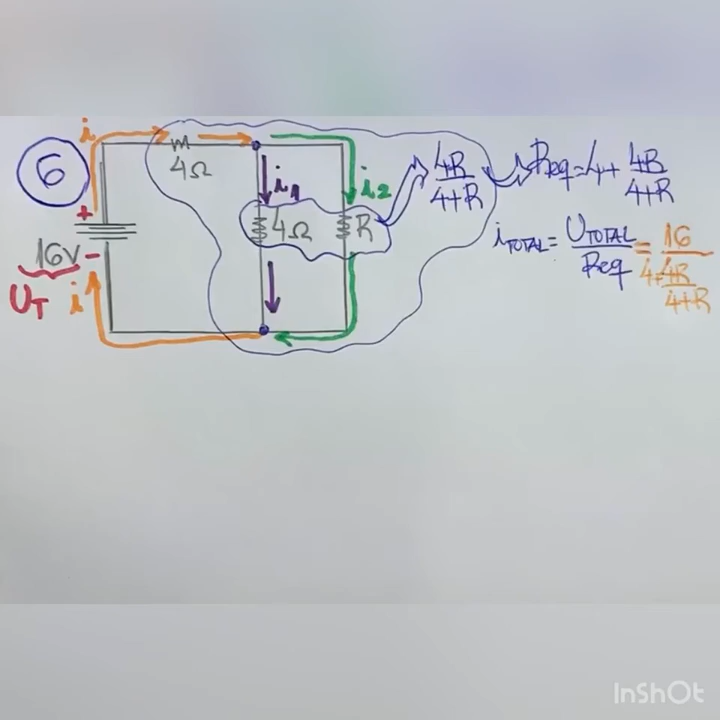 6
i
4Ω
+
16V
-
UT
i
i1
4Ω
i2
R
4R/4+R
Req=4+4R/4+R
iTOTAL=UTOTAL/Req=16/4+4R/4+R
InShOt